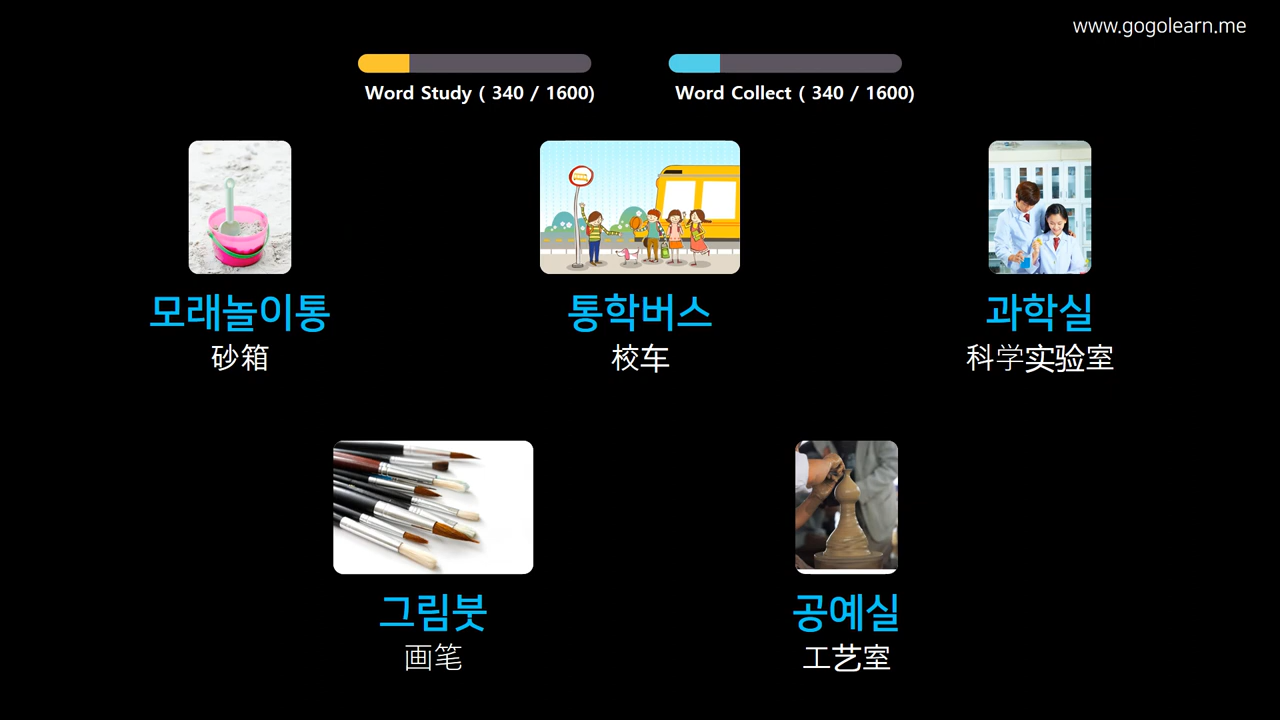 www.gogolearn.me
Word Study ( 340 / 1600)
Word Collect ( 340 / 1600)
모래놀이통
砂箱
통학버스
校车
과학실
科学实验室
그림붓
画笔
공예실
工艺室